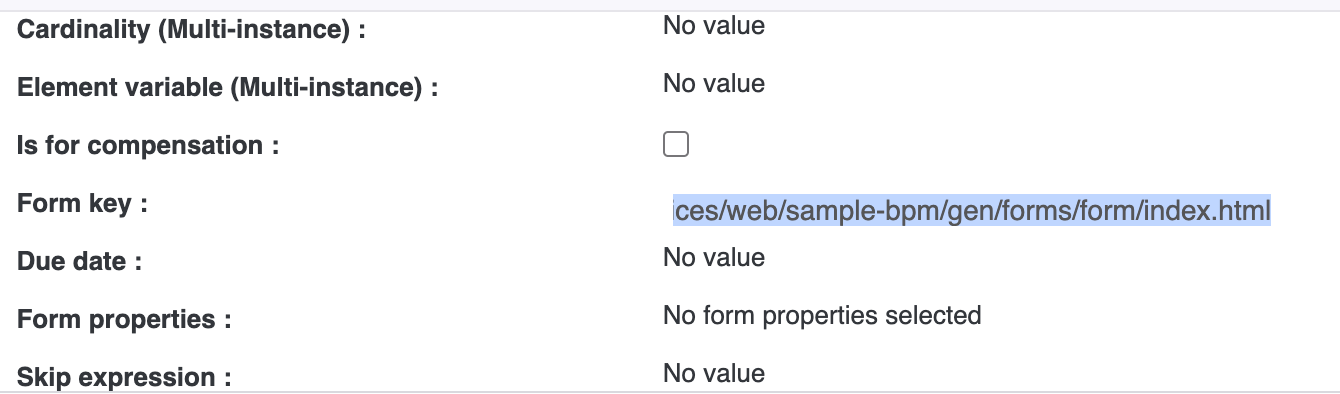 Cardinality (Multi-instance) : No value
Element variable (Multi-instance) : No value
Is for compensation :
Form key : ices/web/sample-bpm/gen/forms/form/index.html
Due date : No value
Form properties : No form properties selected
Skip expression : No value